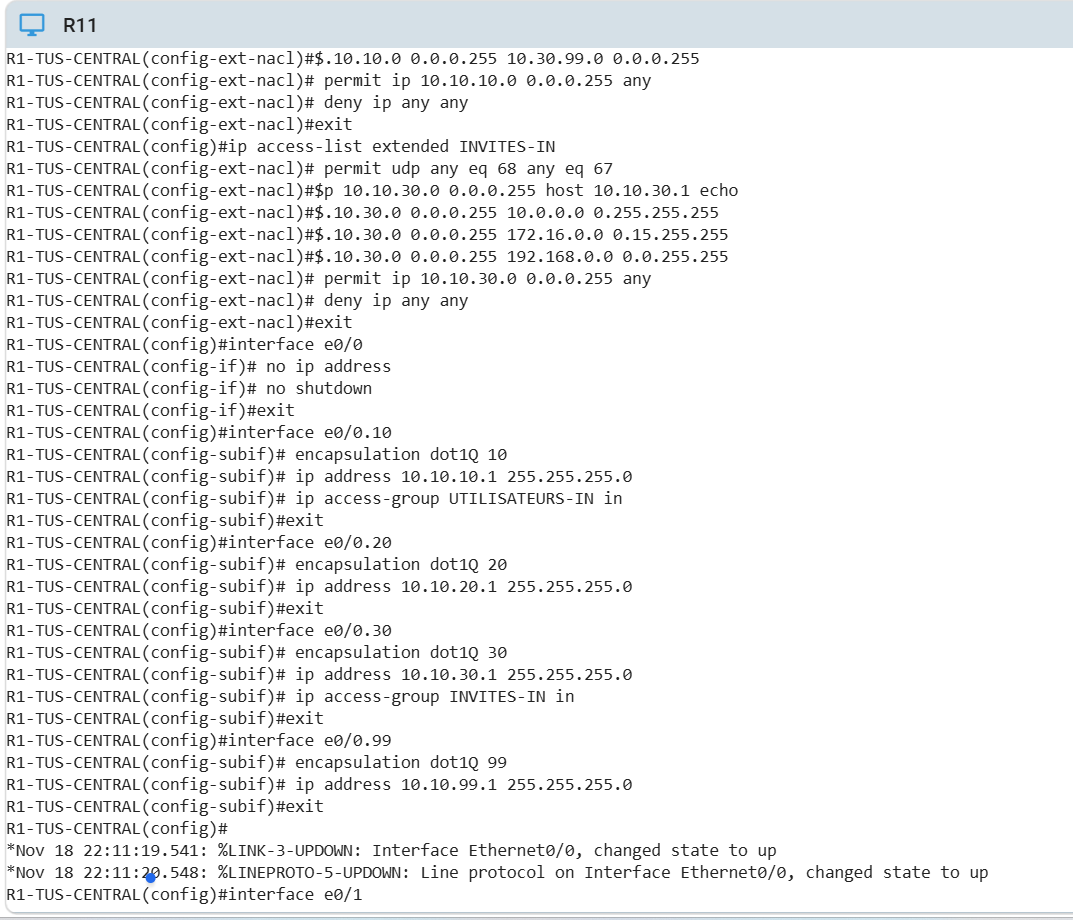 R11
R1-TUS-CENTRAL(config-ext-nacl)#$.10.10.0 0.0.0.255 10.30.99.0 0.0.0.255
R1-TUS-CENTRAL(config-ext-nacl)# permit ip 10.10.10.0 0.0.0.255 any
R1-TUS-CENTRAL(config-ext-nacl)# deny ip any any
R1-TUS-CENTRAL(config-ext-nacl)#exit
R1-TUS-CENTRAL(config)#ip access-list extended INVITES-IN
R1-TUS-CENTRAL(config-ext-nacl)# permit udp any eq 68 any eq 67
R1-TUS-CENTRAL(config-ext-nacl)#$p 10.10.30.0 0.0.0.255 host 10.10.30.1 echo
R1-TUS-CENTRAL(config-ext-nacl)#$.10.30.0 0.0.0.255 10.0.0.0 0.255.255.255
R1-TUS-CENTRAL(config-ext-nacl)#$.10.30.0 0.0.0.255 172.16.0.0 0.15.255.255
R1-TUS-CENTRAL(config-ext-nacl)#$.10.30.0 0.0.0.255 192.168.0.0 0.0.255.255
R1-TUS-CENTRAL(config-ext-nacl)# permit ip 10.10.30.0 0.0.0.255 any
R1-TUS-CENTRAL(config-ext-nacl)# deny ip any any
R1-TUS-CENTRAL(config-ext-nacl)#exit
R1-TUS-CENTRAL(config)#interface e0/0
R1-TUS-CENTRAL(config-if)# no ip address
R1-TUS-CENTRAL(config-if)# no shutdown
R1-TUS-CENTRAL(config-if)#exit
R1-TUS-CENTRAL(config)#interface e0/0.10
R1-TUS-CENTRAL(config-subif)# encapsulation dot1Q 10
R1-TUS-CENTRAL(config-subif)# ip address 10.10.10.1 255.255.255.0
R1-TUS-CENTRAL(config-subif)# ip access-group UTILISATEURS-IN in
R1-TUS-CENTRAL(config-subif)#exit
R1-TUS-CENTRAL(config)#interface e0/0.20
R1-TUS-CENTRAL(config-subif)# encapsulation dot1Q 20
R1-TUS-CENTRAL(config-subif)# ip address 10.10.20.1 255.255.255.0
R1-TUS-CENTRAL(config-subif)#exit
R1-TUS-CENTRAL(config)#interface e0/0.30
R1-TUS-CENTRAL(config-subif)# encapsulation dot1Q 30
R1-TUS-CENTRAL(config-subif)# ip address 10.10.30.1 255.255.255.0
R1-TUS-CENTRAL(config-subif)# ip access-group INVITES-IN in
R1-TUS-CENTRAL(config-subif)#exit
R1-TUS-CENTRAL(config)#interface e0/0.99
R1-TUS-CENTRAL(config-subif)# encapsulation dot1Q 99
R1-TUS-CENTRAL(config-subif)# ip address 10.10.99.1 255.255.255.0
R1-TUS-CENTRAL(config-subif)#exit
R1-TUS-CENTRAL(config)#
*Nov 18 22:11:19.541: %LINK-3-UPDOWN: Interface Ethernet0/0, changed state to up
*Nov 18 22:11:20.548: %LINEPROTO-5-UPDOWN: Line protocol on Interface Ethernet0/0, changed state to up
R1-TUS-CENTRAL(config)#interface e0/1